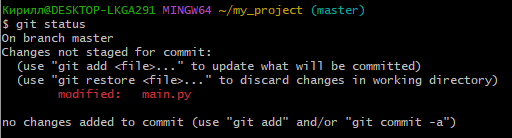 Кирилл@DESKTOP-LKGA291 MINGW64 ~/my_project (master)
$ git status
On branch master
Changes not staged for commit:
  (use "git add <file>..." to update what will be committed)
  (use "git restore <file>..." to discard changes in working directory)
        modified:   main.py

no changes added to commit (use "git add" and/or "git commit -a")